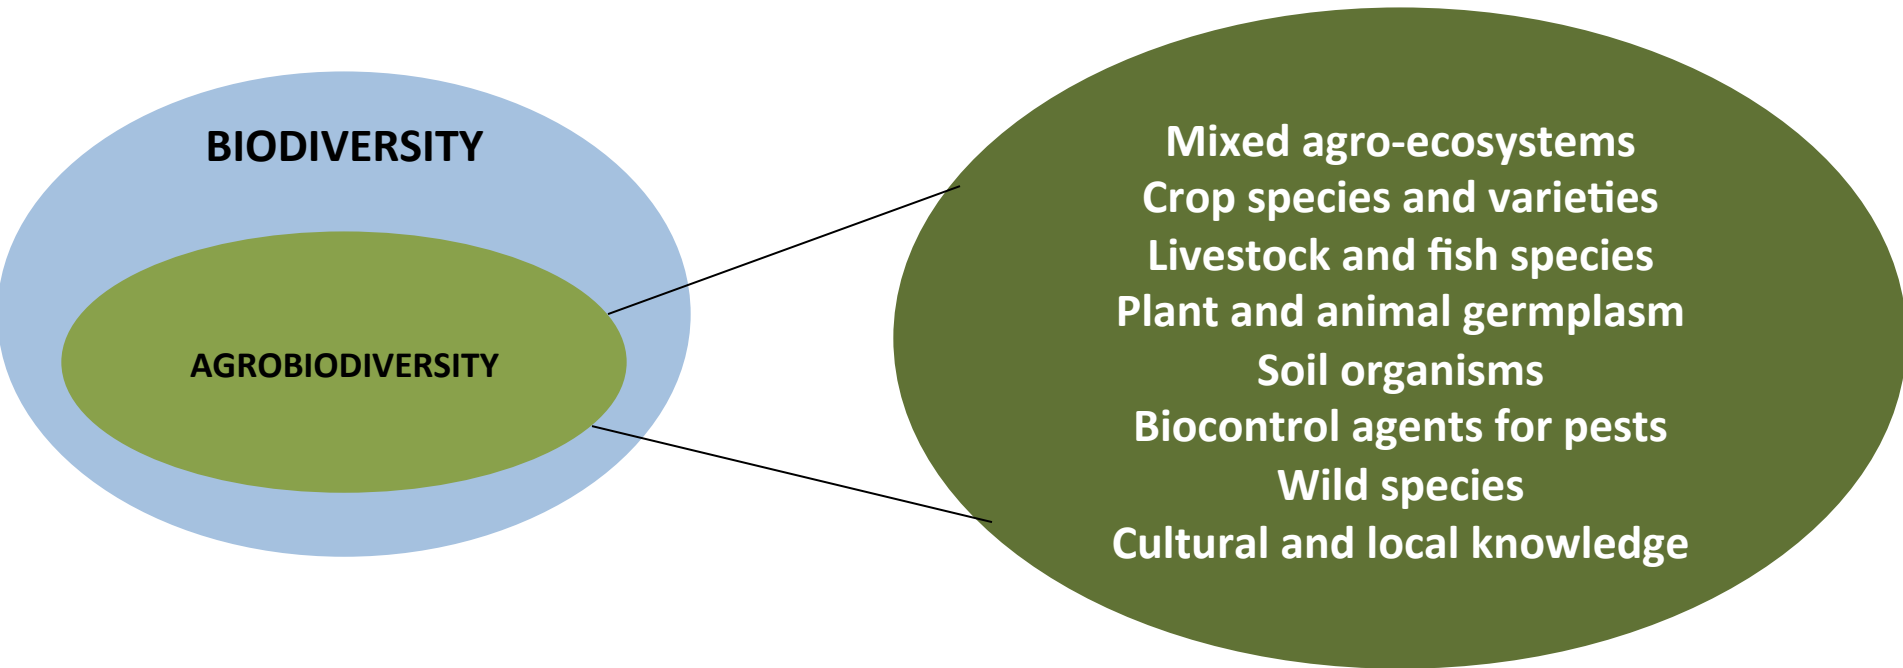 BIODIVERSITY
AGROBIODIVERSITY
Mixed agro-ecosystems
Crop species and varieties
Livestock and fish species
Plant and animal germplasm
Soil organisms
Biocontrol agents for pests
Wild species
Cultural and local knowledge